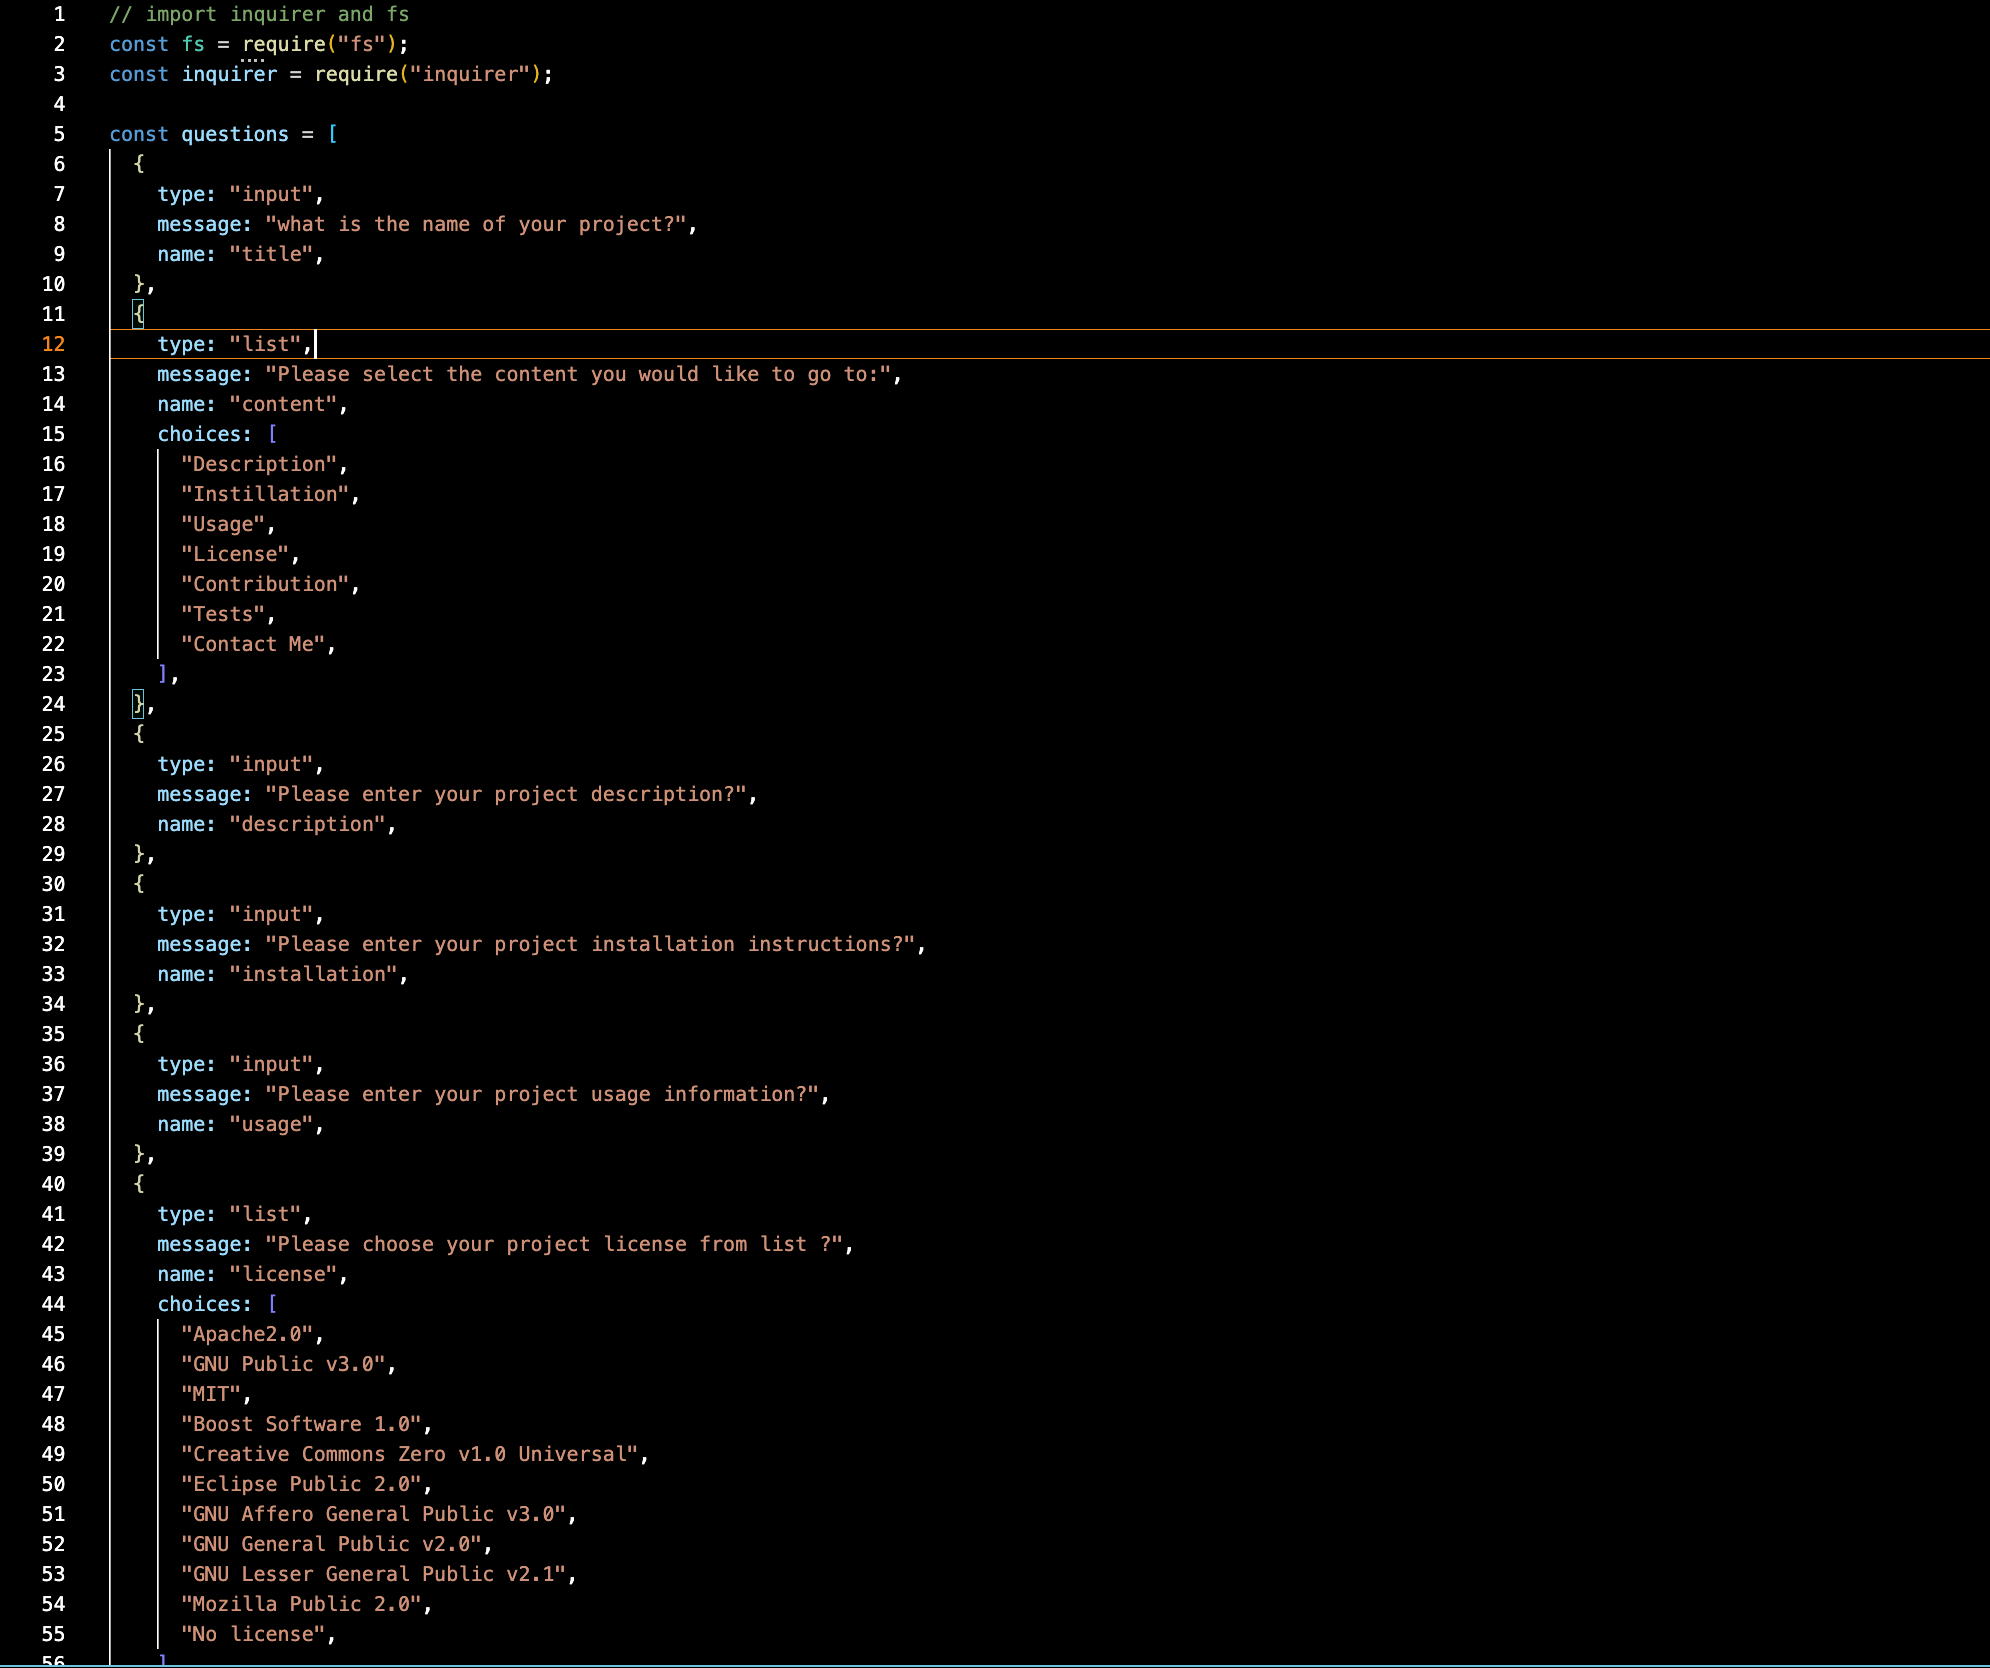 1 // import inquirer and fs
2 const fs = require("fs");
3 const inquirer = require("inquirer");
4
5 const questions = [
6 {
7 type: "input",
8 message: "what is the name of your project?",
9 name: "title",
10 },
11 {
12 type: "list",
13 message: "Please select the content you would like to go to:",
14 name: "content",
15 choices: [
16 "Description",
17 "Instillation",
18 "Usage",
19 "License",
20 "Contribution",
21 "Tests",
22 "Contact Me",
23 ],
24 },
25 {
26 type: "input",
27 message: "Please enter your project description?",
28 name: "description",
29 },
30 {
31 type: "input",
32 message: "Please enter your project installation instructions?",
33 name: "installation",
34 },
35 {
36 type: "input",
37 message: "Please enter your project usage information?",
38 name: "usage",
39 },
40 {
41 type: "list",
42 message: "Please choose your project license from list ?",
43 name: "license",
44 choices: [
45 "Apache2.0",
46 "GNU Public v3.0",
47 "MIT",
48 "Boost Software 1.0",
49 "Creative Commons Zero v1.0 Universal",
50 "Eclipse Public 2.0",
51 "GNU Affero General Public v3.0",
52 "GNU General Public v2.0",
53 "GNU Lesser General Public v2.1",
54 "Mozilla Public 2.0",
55 "No license",
56 ]